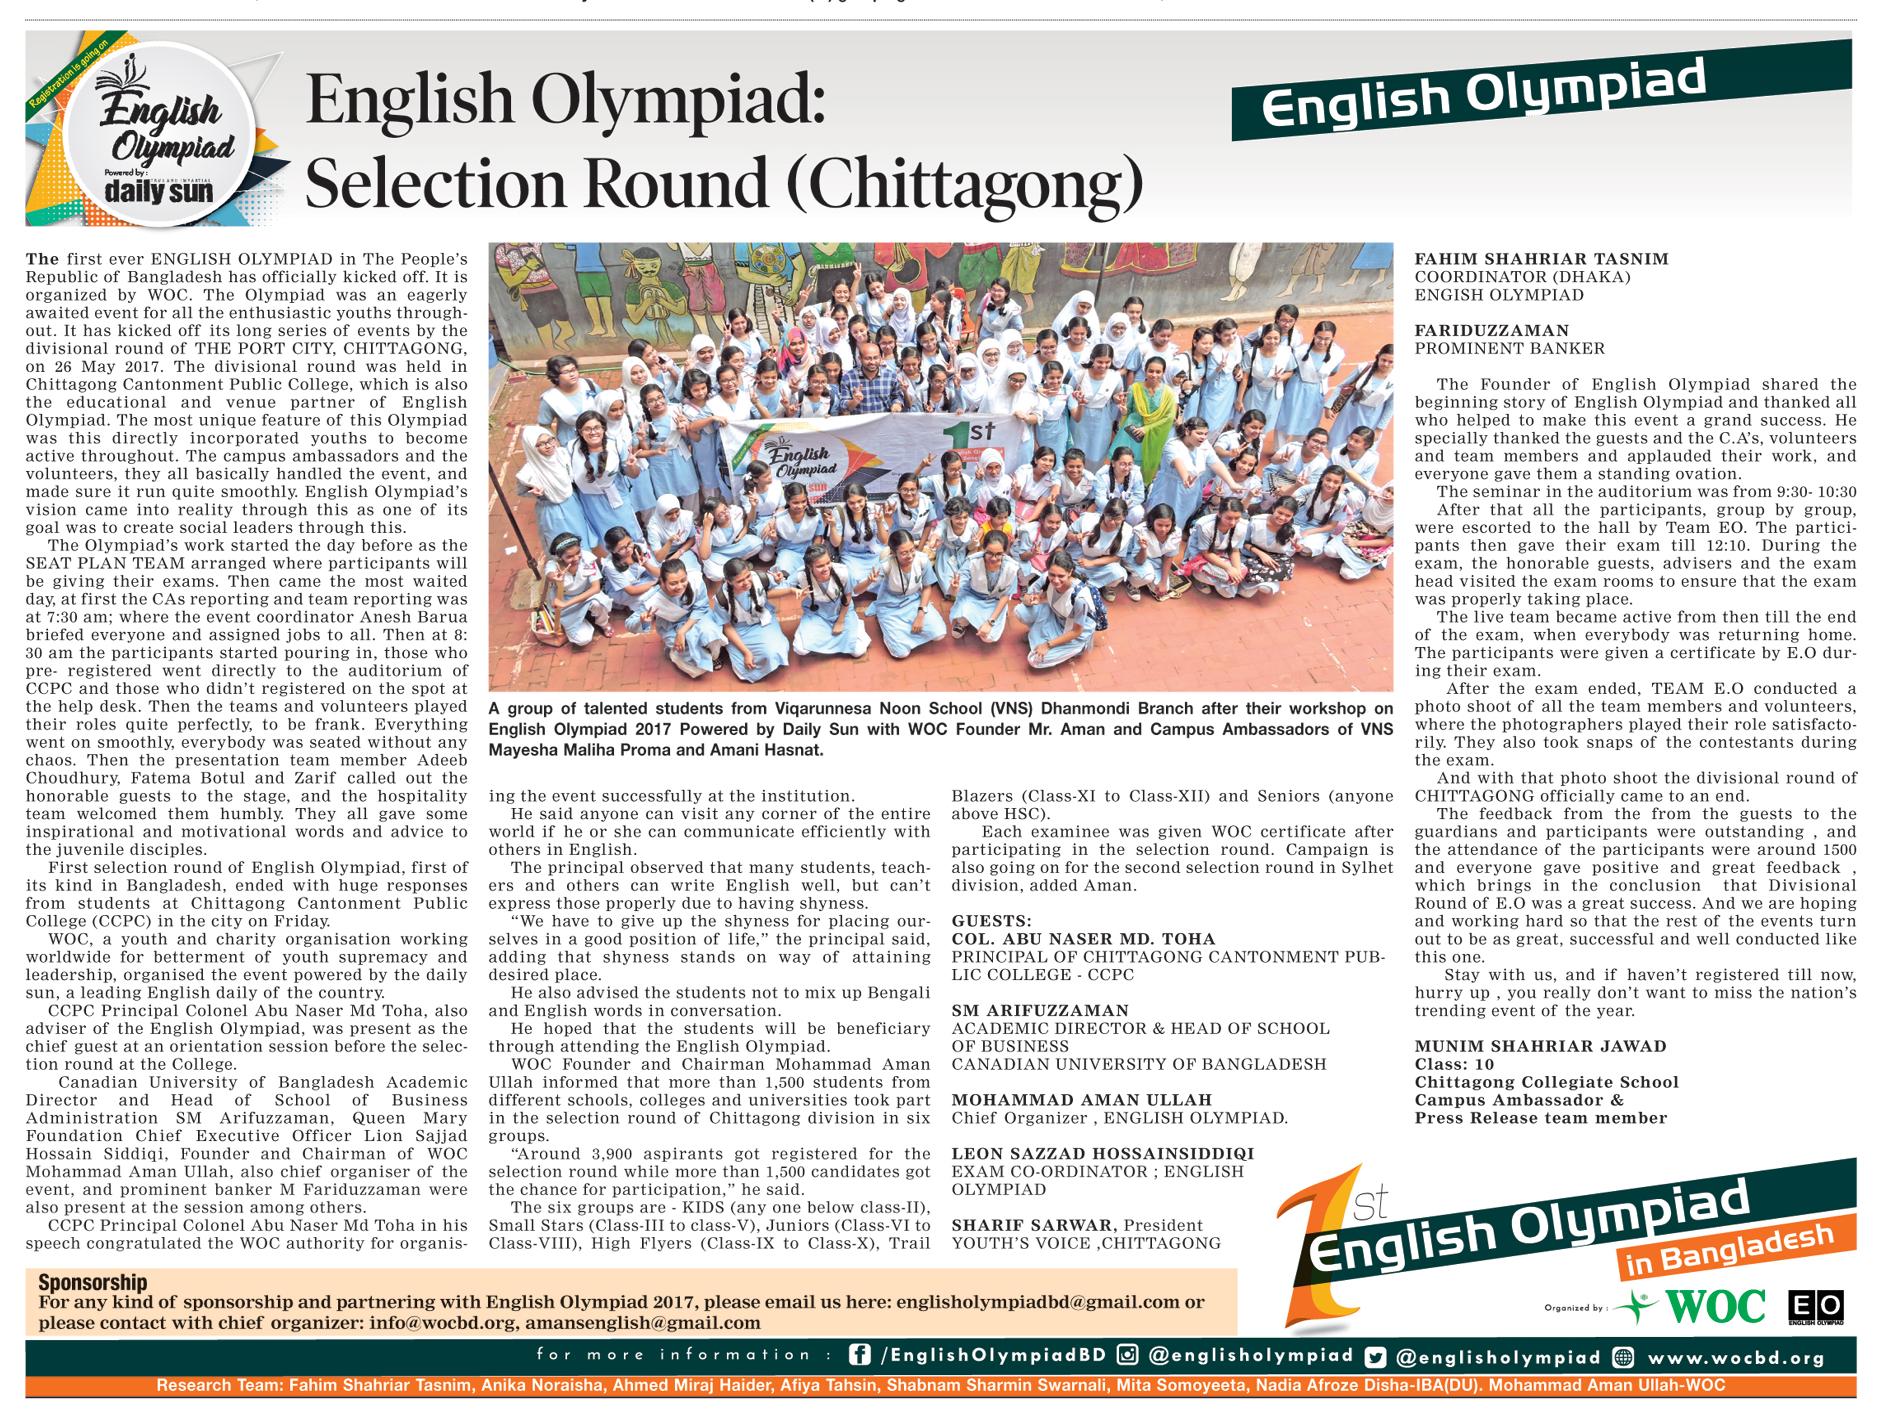 Registration is going on
English
Olympiad
Powered by :
daily sun
English Olympiad:
Selection Round (Chittagong)
English Olympiad
The first ever ENGLISH OLYMPIAD in The People's
Republic of Bangladesh has officially kicked off. It is
organized by WOC. The Olympiad was an eagerly
awaited event for all the enthusiastic youths through-
out. It has kicked off its long series of events by the
divisional round of THE PORT CITY, CHITTAGONG,
on 26 May 2017. The divisional round was held in
Chittagong Cantonment Public College, which is also
the educational and venue partner of English
Olympiad. The most unique feature of this Olympiad
was this directly incorporated youths to become
active throughout. The campus ambassadors and the
volunteers, they all basically handled the event, and
made sure it run quite smoothly. English Olympiad's
vision came into reality through this as one of its
goal was to create social leaders through this.
The Olympiad's work started the day before as the
SEAT PLAN TEAM arranged where participants will
be giving their exams. Then came the most waited
day, at first the CAs reporting and team reporting was
at 7:30 am; where the event coordinator Anesh Barua
briefed everyone and assigned jobs to all. Then at 8:
30 am the participants started pouring in, those who
pre- registered went directly to the auditorium of
CCPC and those who didn't registered on the spot at
the help desk. Then the teams and volunteers played
their roles quite perfectly, to be frank. Everything
went on smoothly, everybody was seated without any
chaos. Then the presentation team member Adeeb
Choudhury, Fatema Botul and Zarif called out the
honorable guests to the stage, and the hospitality
team welcomed them humbly. They all gave some
inspirational and motivational words and advice to
the juvenile disciples.
First selection round of English Olympiad, first of
its kind in Bangladesh, ended with huge responses
from students at Chittagong Cantonment Public
College (CCPC) in the city on Friday.
WOC, a youth and charity organisation working
worldwide for betterment of youth supremacy and
leadership, organised the event powered by the daily
sun, a leading English daily of the country.
CCPC Principal Colonel Abu Naser Md Toha, also
adviser of the English Olympiad, was present as the
chief guest at an orientation session before the selec-
tion round at the College.
Canadian University of Bangladesh Academic
Director and Head of School of Business
Administration SM Arifuzzaman, Queen Mary
Foundation Chief Executive Officer Lion Sajjad
Hossain Siddiqi, Founder and Chairman of WOC
Mohammad Aman Ullah, also chief organiser of the
event, and prominent banker M Fariduzzaman were
also present at the session among others.
CCPC Principal Colonel Abu Naser Md Toha in his
speech congratulated the WOC authority for organis-
English
Olympiad
sun
1st
A group of talented students from Viqarunnesa Noon School (VNS) Dhanmondi Branch after their workshop on
English Olympiad 2017 Powered by Daily Sun with WOC Founder Mr. Aman and Campus Ambassadors of VNS
Mayesha Maliha Proma and Amani Hasnat.
ing the event successfully at the institution.
He said anyone can visit any corner of the entire
world if he or she can communicate efficiently with
others in English.
The principal observed that many students, teach-
ers and others can write English well, but can't
express those properly due to having shyness.
"We have to give up the shyness for placing our-
selves in a good position of life," the principal said,
adding that shyness stands on way of attaining
desired place.
He also advised the students not to mix up Bengali
and English words in conversation.
He hoped that the students will be beneficiary
through attending the English Olympiad.
WOC Founder and Chairman Mohammad Aman
Ullah informed that more than 1,500 students from
different schools, colleges and universities took part
in the selection round of Chittagong division in six
groups.
"Around 3,900 aspirants got registered for the
selection round while more than 1,500 candidates got
the chance for participation," he said.
The six groups are - KIDS (any one below class-II),
Small Stars (Class-III to class-V), Juniors (Class-VI to
Class-VIII), High Flyers (Class-IX to Class-X), Trail
Blazers (Class-XI to Class-XII) and Seniors (anyone
above HSC).
Each examinee was given WOC certificate after
participating in the selection round. Campaign is
also going on for the second selection round in Sylhet
division, added Aman.
GUESTS:
COL. ABU NASER MD. TOHA
PRINCIPAL OF CHITTAGONG CANTONMENT PUB-
LIC COLLEGE - CCPC
SM ARIFUZZAMAN
ACADEMIC DIRECTOR & HEAD OF SCHOOL
OF BUSINESS
CANADIAN UNIVERSITY OF BANGLADESH
MOHAMMAD AMAN ULLAH
Chief Organizer , ENGLISH OLYMPIAD.
LEON SAZZAD HOSSAINSIDDIQI
EXAM CO-ORDINATOR ; ENGLISH
OLYMPIAD
SHARIF SARWAR, President
YOUTH'S VOICE ,CHITTAGONG
FAHIM SHAHRIAR TASNIM
COORDINATOR (DHAKA)
ENGISH OLYMPIAD
FARIDUZZAMAN
PROMINENT BANKER
The Founder of English Olympiad shared the
beginning story of English Olympiad and thanked all
who helped to make this event a grand success. He
specially thanked the guests and the C.A's, volunteers
and team members and applauded their work, and
everyone gave them a standing ovation.
The seminar in the auditorium was from 9:30- 10:30
After that all the participants, group by group,
were escorted to the hall by Team EO. The partici-
pants then gave their exam till 12:10. During the
exam, the honorable guests, advisers and the exam
head visited the exam rooms to ensure that the exam
was properly taking place.
The live team became active from then till the end
of the exam, when everybody was returning home.
The participants were given a certificate by E.O dur-
ing their exam.
After the exam ended, TEAM E.O conducted a
photo shoot of all the team members and volunteers,
where the photographers played their role satisfacto-
rily. They also took snaps of the contestants during
the exam.
And with that photo shoot the divisional round of
CHITTAGONG officially came to an end.
The feedback from the from the guests to the
guardians and participants were outstanding , and
the attendance of the participants were around 1500
and everyone gave positive and great feedback ,
which brings in the conclusion that Divisional
Round of E.O was a great success. And we are hoping
and working hard so that the rest of the events turn
out to be as great, successful and well conducted like
this one.
Stay with us, and if haven't registered till now,
hurry up , you really don't want to miss the nation's
trending event of the year.
MUNIM SHAHRIAR JAWAD
Class: 10
Chittagong Collegiate School
Campus Ambassador &
Press Release team member
1st
English Olympiad
in Bangladesh
Organized by : WOC EO
ENGLISH OLYMPIAD
Sponsorship
For any kind of sponsorship and partnering with English Olympiad 2017, please email us here: englisholympiadbd@gmail.com or
please contact with chief organizer: info@wocbd.org, amansenglish@gmail.com
for more information : /EnglishOlympiadBD @englisholympiad @englisholympiad www.wocbd.org
Research Team: Fahim Shahriar Tasnim, Anika Noraisha, Ahmed Miraj Haider, Afiya Tahsin, Shabnam Sharmin Swarnali, Mita Somoyeeta, Nadia Afroze Disha-IBA(DU). Mohammad Aman Ullah-WOC